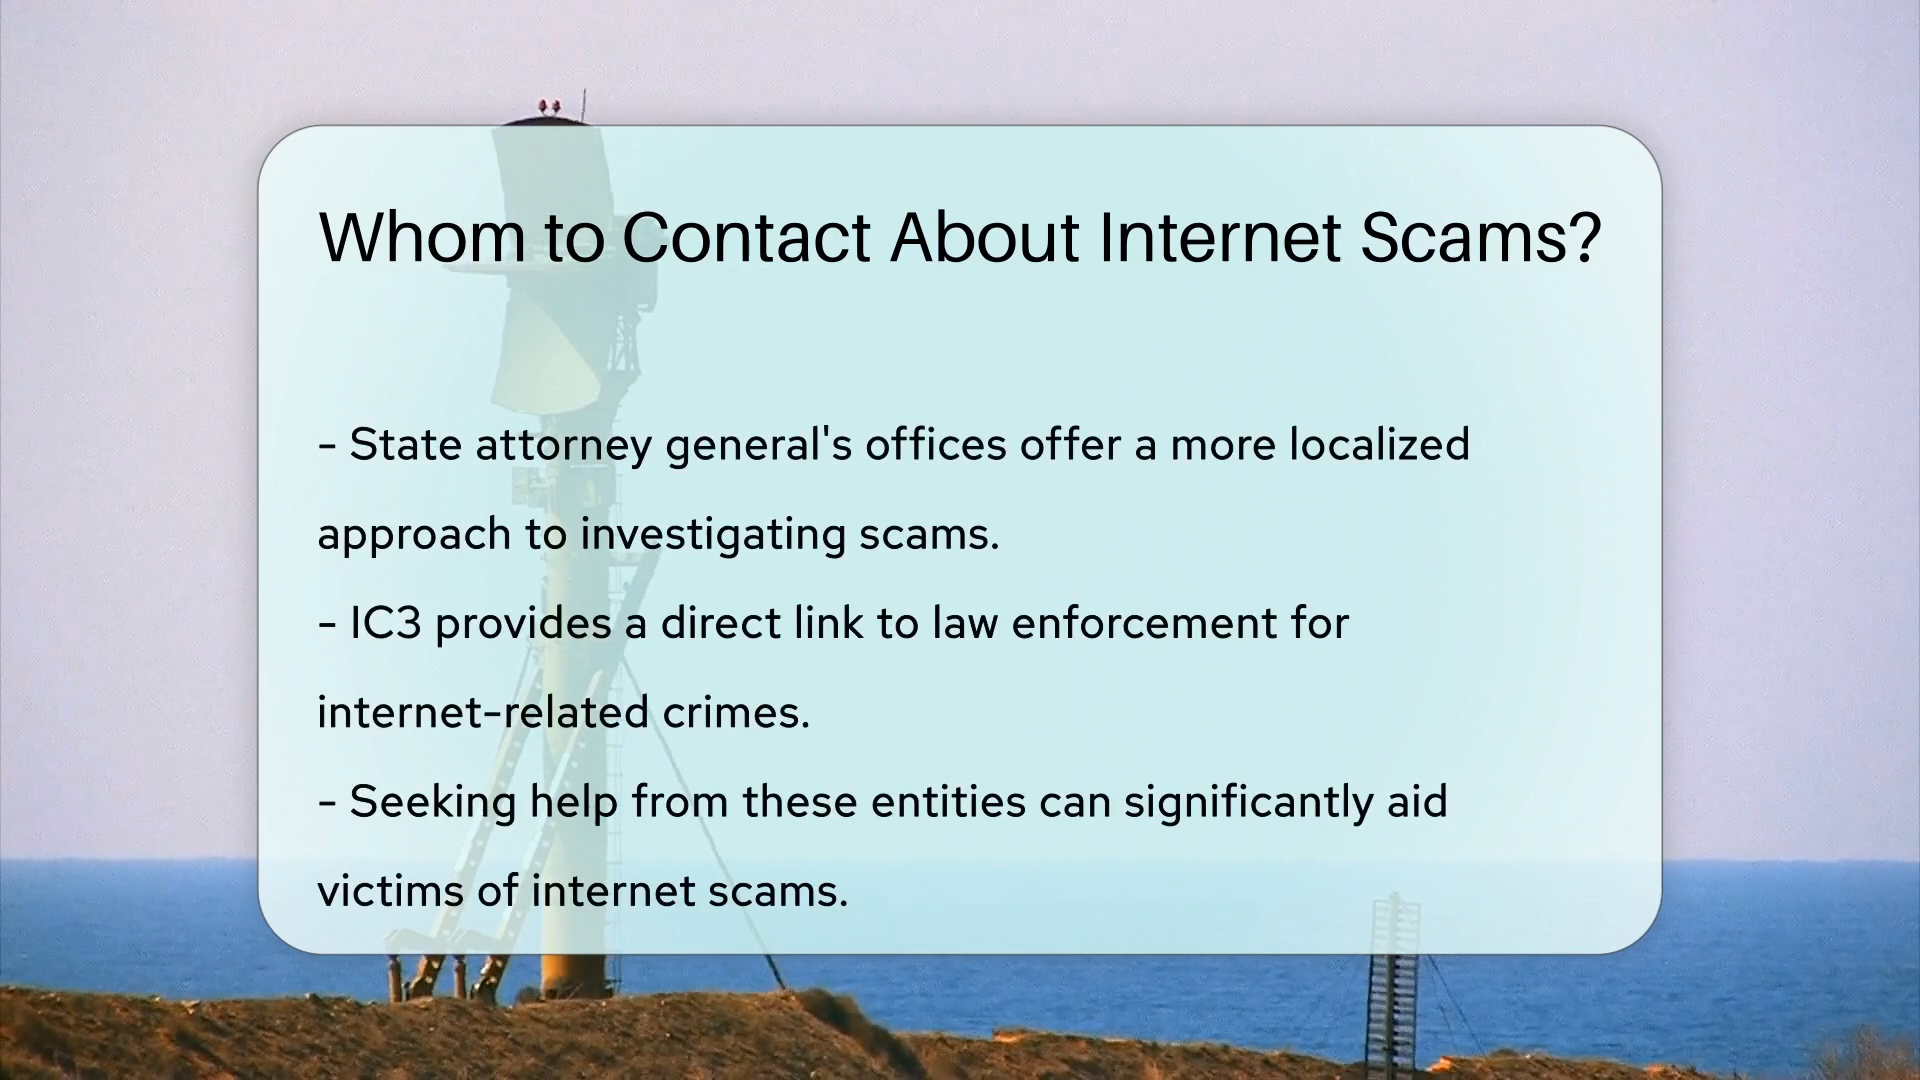 Whom to Contact About Internet Scams?
- State attorney general's offices offer a more localized
approach to investigating scams.
- IC3 provides a direct link to law enforcement for
internet-related crimes.
- Seeking help from these entities can significantly aid
victims of internet scams.